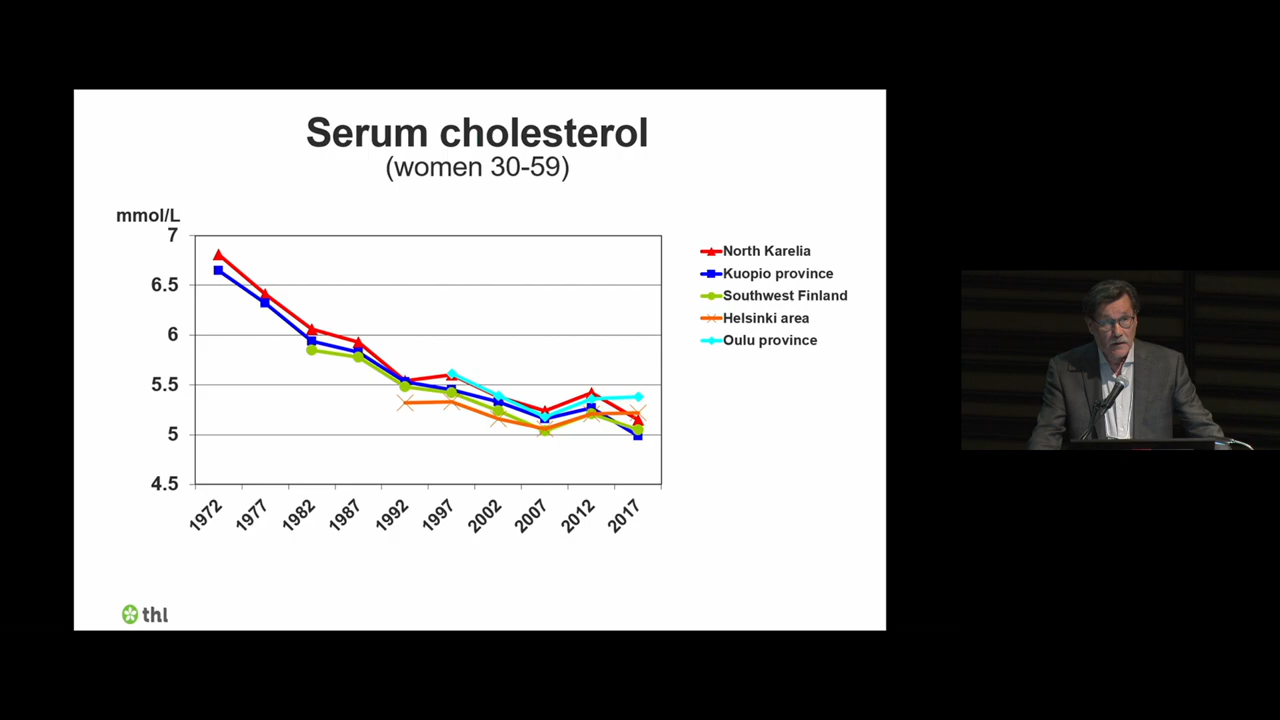 Serum cholesterol
(women 30-59)
mmol/L
7
6.5
6
5.5
5
4.5
1972
1977
1982
1987
1992
1997
2002
2007
2012
2017
North Karelia
Kuopio province
Southwest Finland
Helsinki area
Oulu province
thl